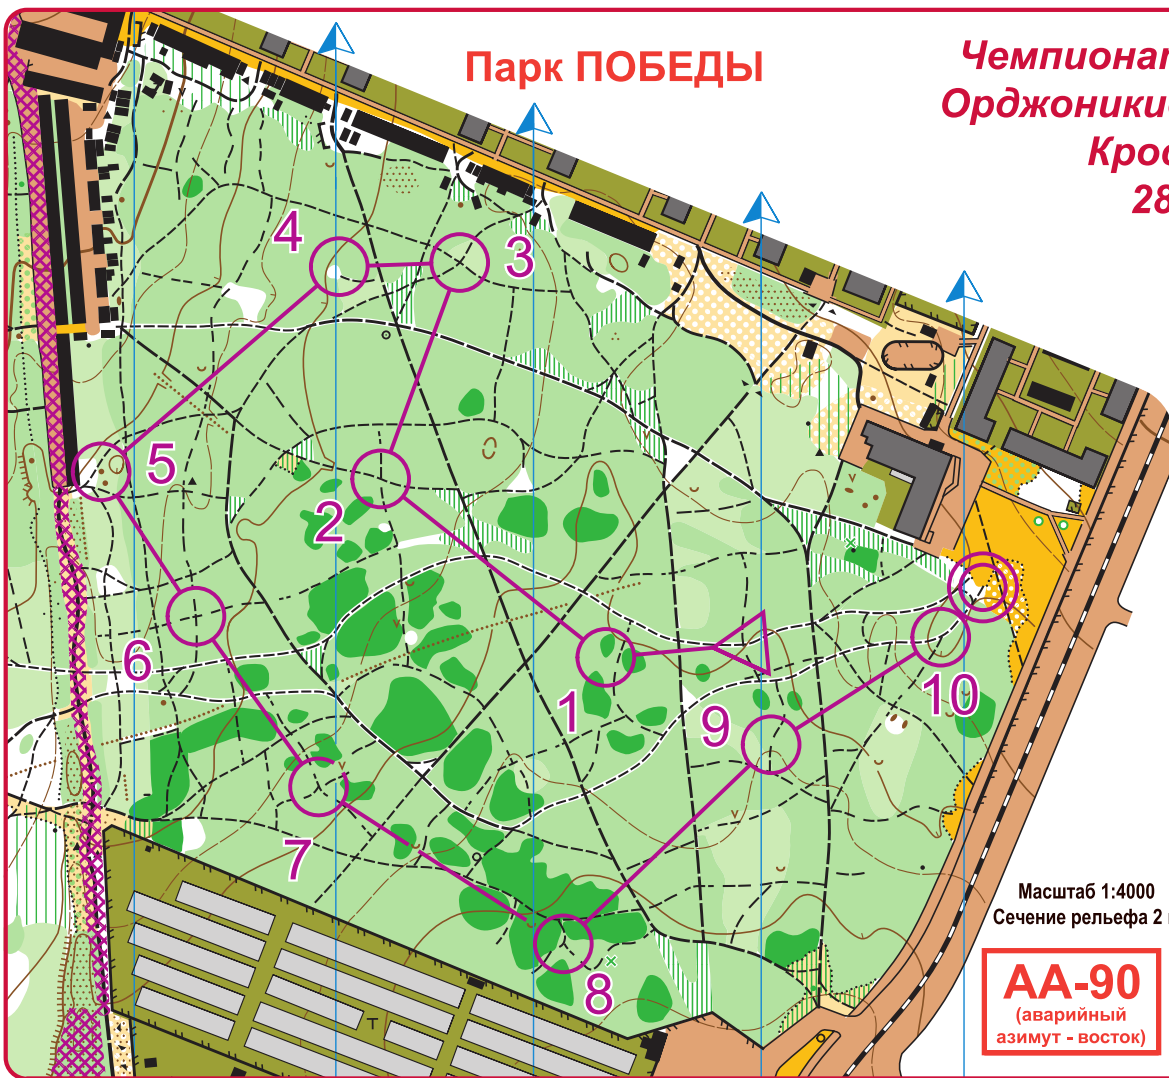 Парк ПОБЕДЫ
Чемпионат
Орджоники
Крос
28
4
3
5
2
6
1
9
10
7
8
Масштаб 1:4000
Сечение рельефа 2
АА-90
(аварийный
азимут - восток)